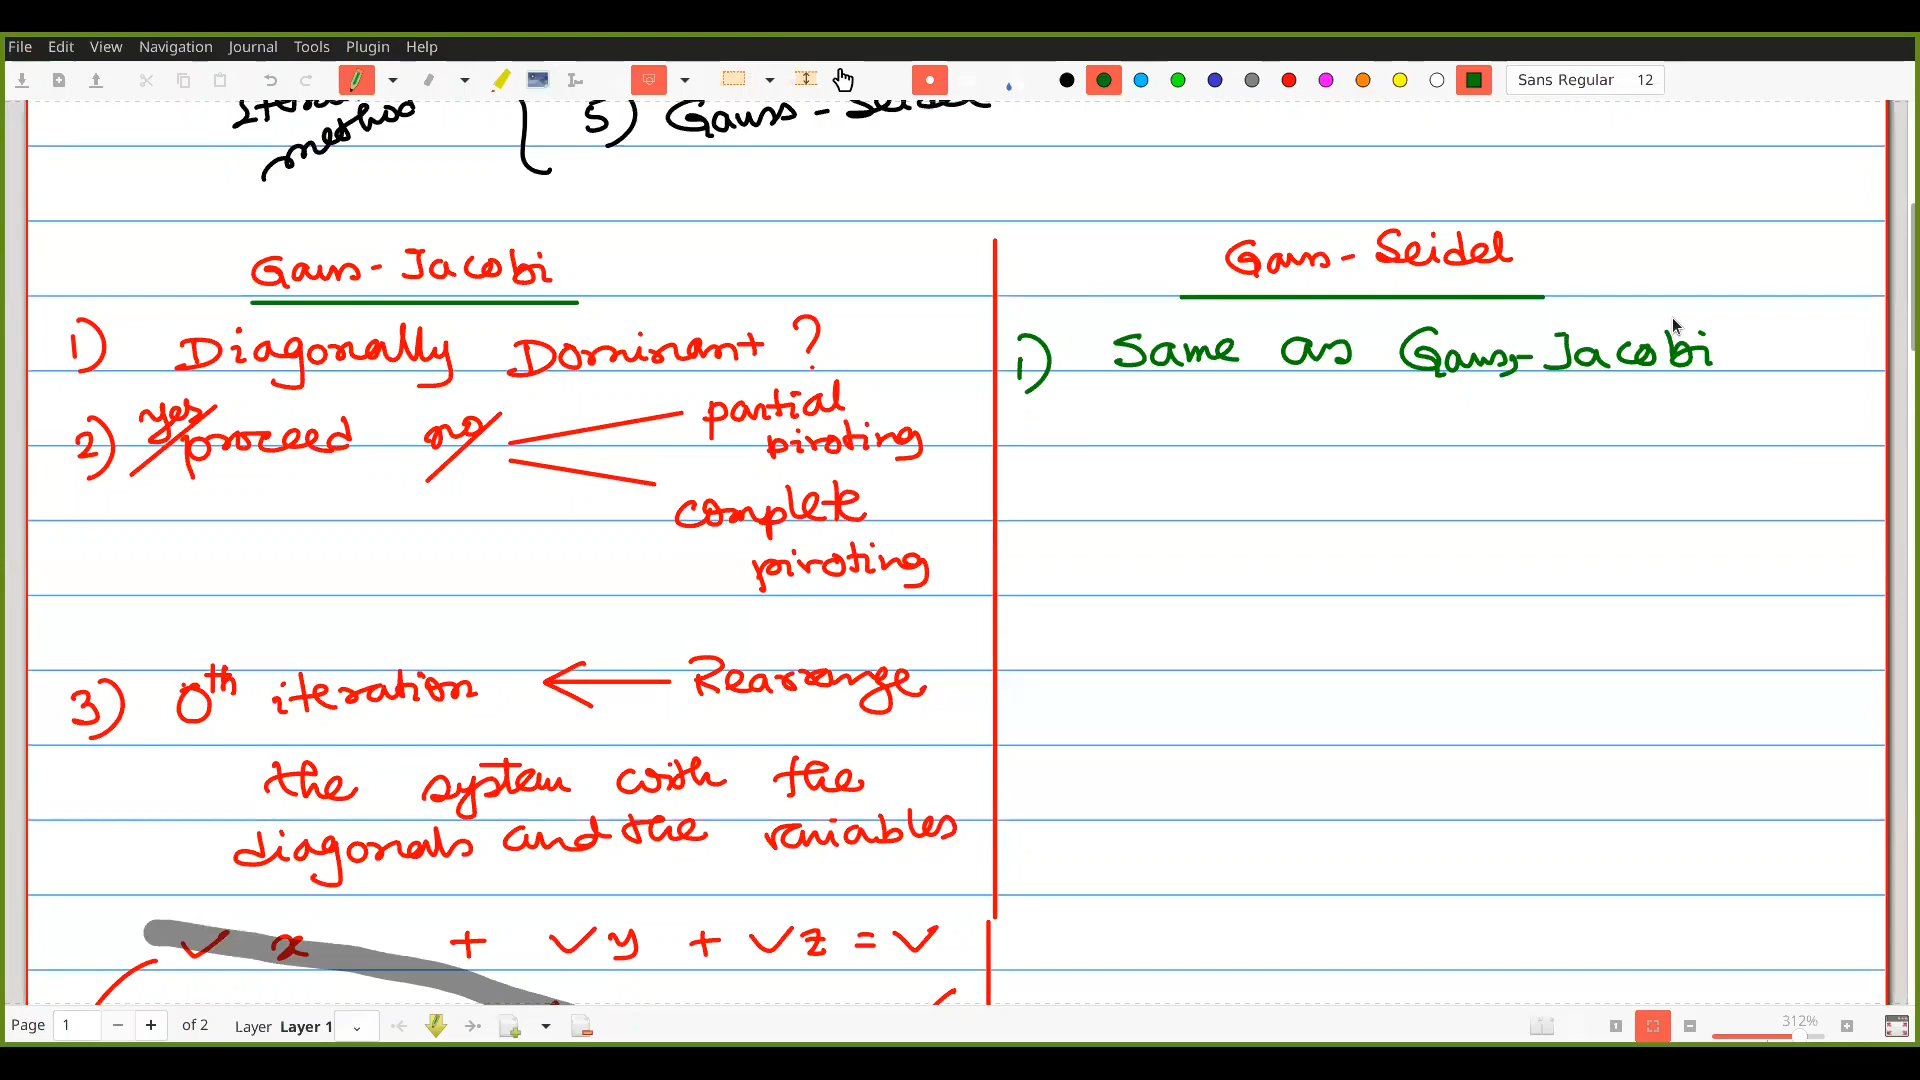 File Edit View Navigation Journal Tools Plugin Help
Sans Regular 12
method
5) Gauss - Seidel
Gauss - Jacobi
1) Diagonally Dominant ?
2) yes/ proceed no/ partial pivoting
complete pivoting
3) 0th iteration ← Rearrange
the system with the
diagonals and the variables
✓ x + ✓ y + ✓ z = ✓
Gauss - Seidel
1) Same as Gauss-Jacobi
Page 1 of 2 Layer Layer 1 312%